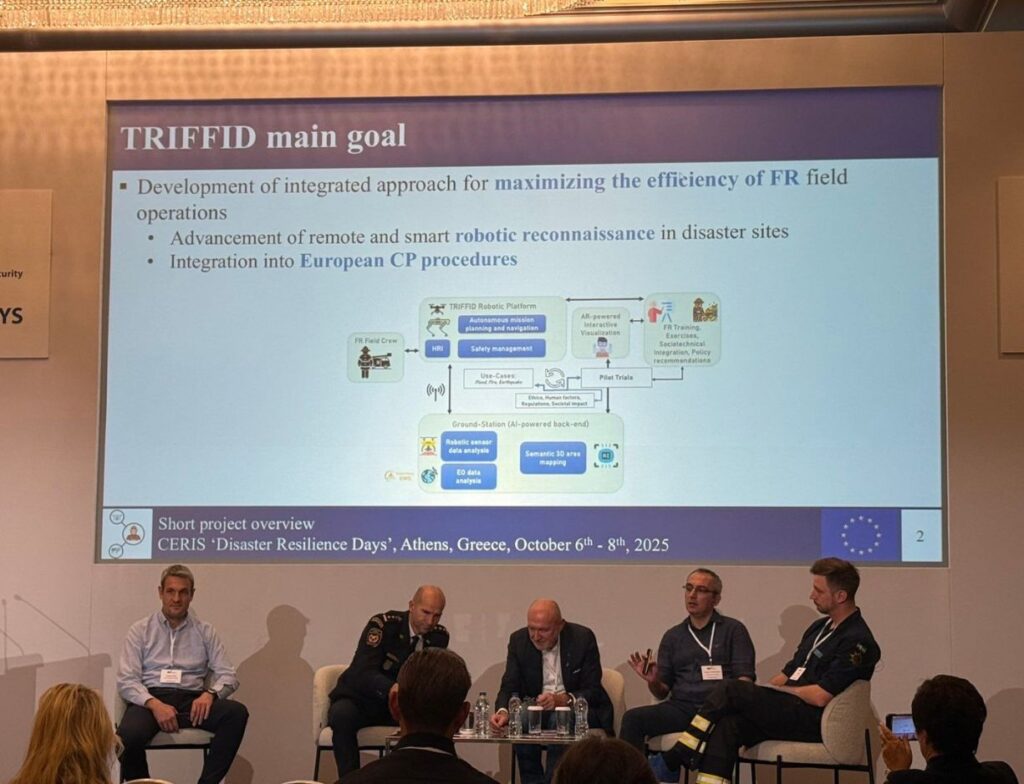 TRIFFID main goal
Development of integrated approach for maximizing the efficiency of FR field
operations
Advancement of remote and smart robotic reconnaissance in disaster sites
Integration into European CP procedures
curity
YS
TRIFFID Robotic Platform
Autonomous mission
planning and navigation
HRI
Safety management
AR-powered
Interactive
Visualization
FR Training,
Exercises,
Sociotechnical
Integration, Policy
recommendations
FR Field Crew
Use-Cases:
Flood, Fire, Earthquake
Pilot Trials
Ethics, Human factors,
Regulations, Societal impact
Ground-Station (AI-powered back-end)
Robotic sensor
data analysis
Semantic 3D area
mapping
EO data
analysis
Short project overview
CERIS ‘Disaster Resilience Days’, Athens, Greece, October 6th - 8th, 2025
2